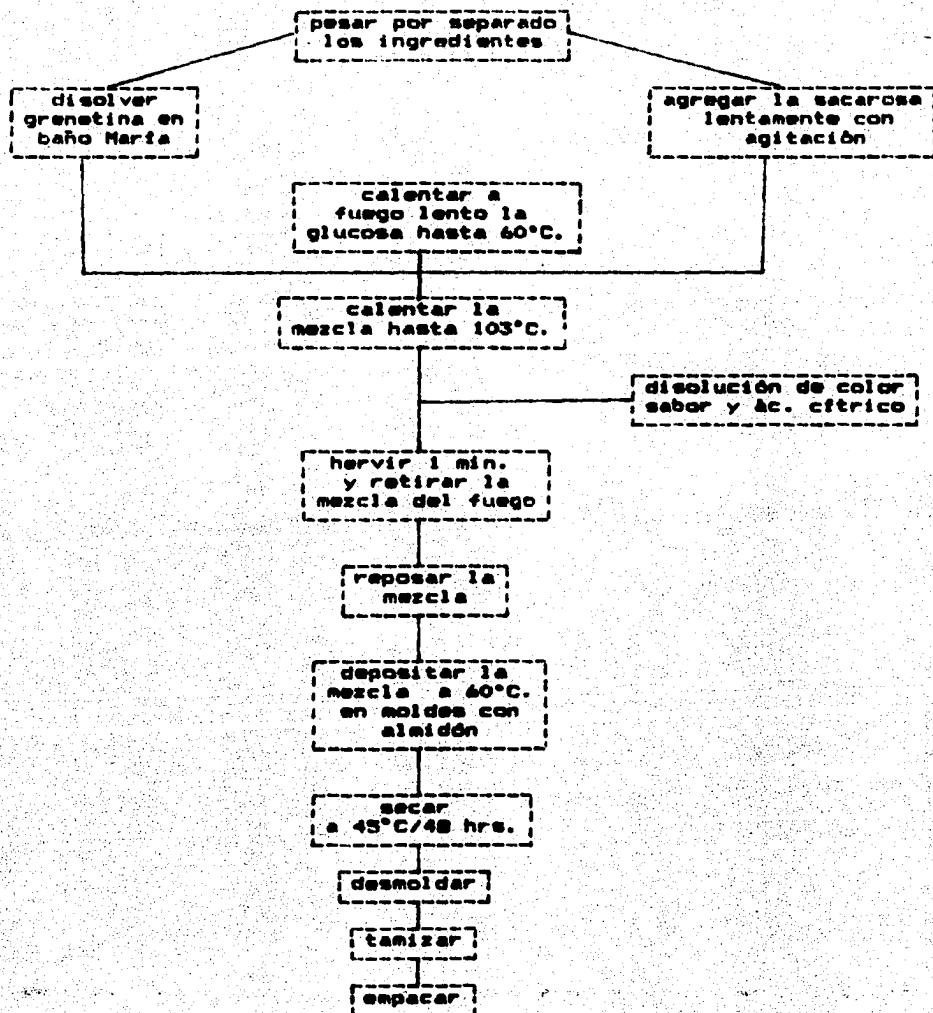 pesar por separado
los ingredientes
disolver
grenetina en
baño María
agregar la sacarosa
lentamente con
agitación
calentar a
fuego lento la
glucosa hasta 60°C.
calentar la
mezcla hasta 103°C.
disolución de color
sabor y ác. cítrico
hervir 1 min.
y retirar la
mezcla del fuego
reposar la
mezcla
depositar la
mezcla a 60°C.
en moldes con
almidón
secar
a 45°C/48 hrs.
desmoldar
tamizar
empacar